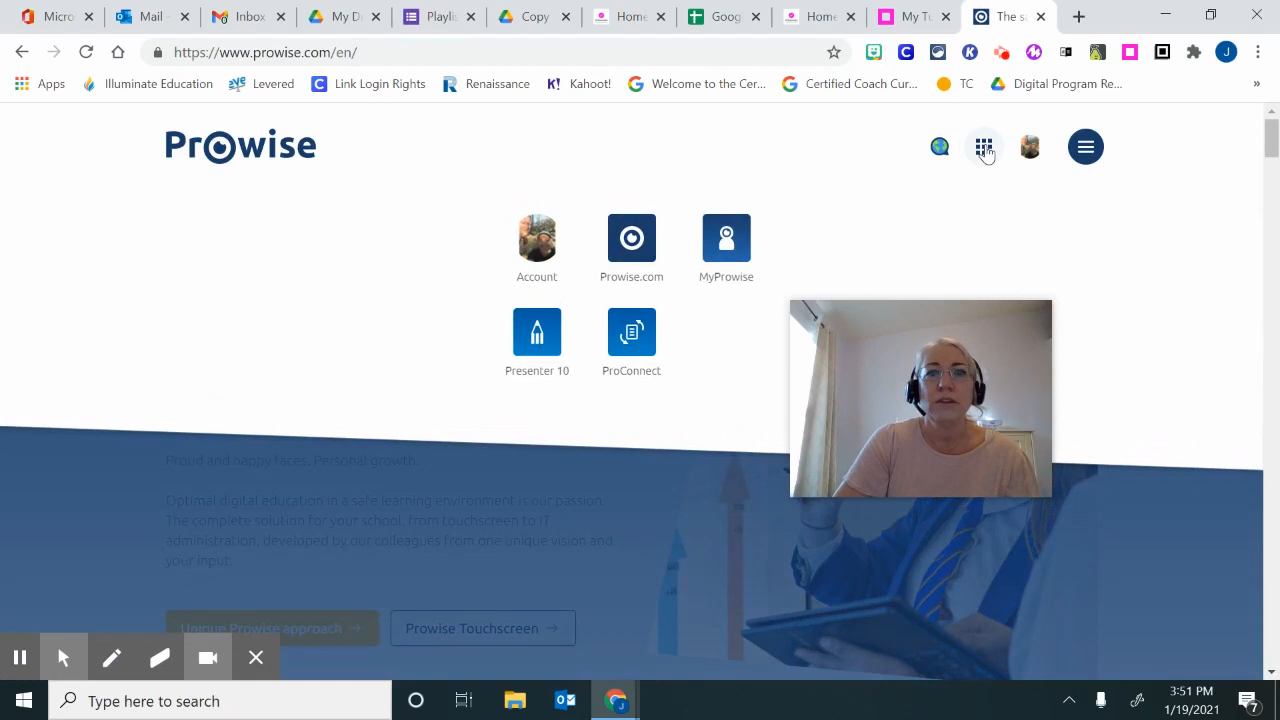 Micro
Mail -
Inbox
My D
Playin
Copy
Home
Goog
Home
My Tu
The s
https://www.prowise.com/en/
J
Apps
Illuminate Education
Levered
Link Login Rights
Renaissance
Kahoot!
Welcome to the Cer...
Certified Coach Cur...
TC
Digital Program Re...
»
Prowise
Account
Prowise.com
MyProwise
Presenter 10
ProConnect
Proud and happy faces. Personal growth.
Optimal digital education in a safe learning environment is our passion.
The complete solution for your school, from touchscreen to IT
administration, developed by our colleagues from one unique vision and
your input.
Unique Prowise approach →
Prowise Touchscreen →
Type here to search
3:51 PM
1/19/2021
7